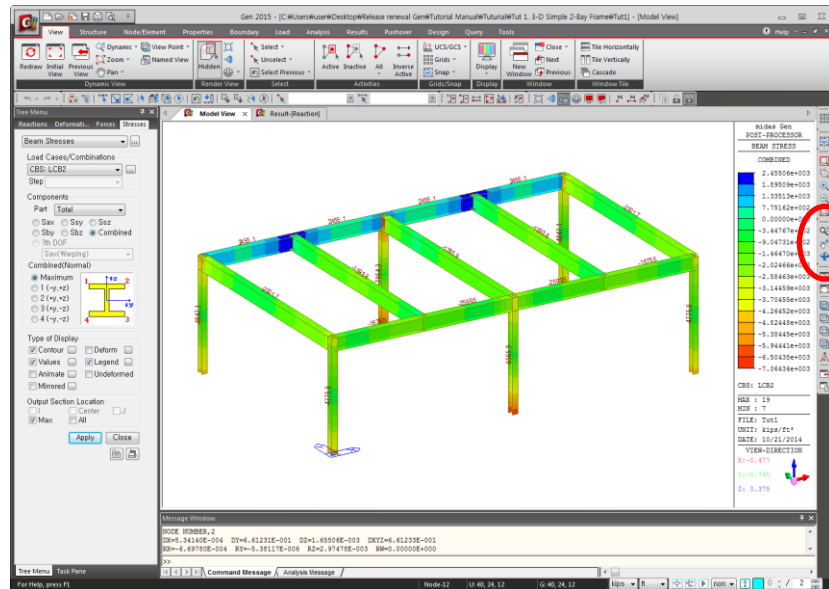 Gen 2015 - [C:₩Users₩user₩Desktop₩Release renewal Gen₩Tutorial Manual₩Tuturial₩Tut 1. 3-D Simple 2-Bay Frame₩Tut1] - [Model View]
View Structure Node/Element Properties Boundary Load Analysis Results Pushover Design Query Tools Help
Redraw Initial View Previous View Dynamic Zoom Pan View Point Named View
Hidden
Select Unselect Select Previous
Active Inactive All Inverse Active
UCS/GCS Grids Snap
Display
New Window Close Next Previous
Tile Horizontally Tile Vertically Cascade
Dynamic View Render View Select Activities Grids/Snap Display Window Window Tile
Tree Menu
Reactions Deformati... Forces Stresses
Model View Result-[Reaction]
Beam Stresses
Load Cases/Combinations
CBS: LCB2
Step
Components
Part Total
Sax Ssy Ssz
Sby Sbz Combined
7th DOF
Sax(Warping)
Combined(Normal)
Maximum
1 (-y,+z)
2 (+y,+z)
3 (+y,-z)
4 (-y,-z)
1 +z 2
+y
4 3
Type of Display
Contour Deform
Values Legend
Animate Undeformed
Mirrored
Output Section Location
I Center J
Max All
Apply Close
midas Gen
POST-PROCESSOR
BEAM STRESS
COMBINED
2.45506e+003
1.89509e+003
1.33513e+003
7.75162e+002
0.00000e+000
-3.44767e+002
-9.04731e+002
-1.46470e+003
-2.02466e+003
-2.58463e+003
-3.14459e+003
-3.70455e+003
-4.26452e+003
-4.82448e+003
-5.38445e+003
-5.94441e+003
-6.50438e+003
-7.06434e+003
CBS: LCB2
MAX : 19
MIN : 7
FILE: Tut1
UNIT: kips/ft²
DATE: 10/21/2014
VIEW-DIRECTION
X:-0.477
Z: 0.375
Message Window
NODE NUMBER,2
DX=5.34140E-004 DY=6.61231E-001 DZ=1.65506E-003 DXYZ=6.61233E-001
RX=-6.69780E-004 RY=-5.38117E-006 RZ=2.97478E-003 RW=0.00000E+000
>>
Command Message Analysis Message
Tree Menu Task Pane
For Help, press F1
Node-12
U: 40, 24, 12
G: 40, 24, 12
kips ft
non
2